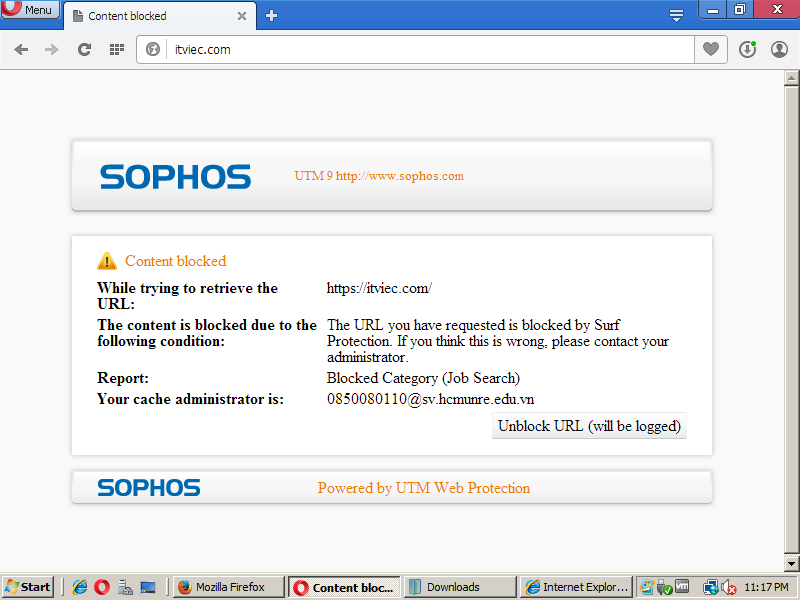 Menu
Content blocked
itviec.com
SOPHOS
UTM 9 http://www.sophos.com
Content blocked
While trying to retrieve the
URL:
https://itviec.com/
The content is blocked due to the
following condition:
The URL you have requested is blocked by Surf
Protection. If you think this is wrong, please contact your
administrator.
Report:
Blocked Category (Job Search)
Your cache administrator is:
0850080110@sv.hcmunre.edu.vn
Unblock URL (will be logged)
SOPHOS
Powered by UTM Web Protection
Start
Mozilla Firefox
Content bloc...
Downloads
Internet Explor...
11:17 PM